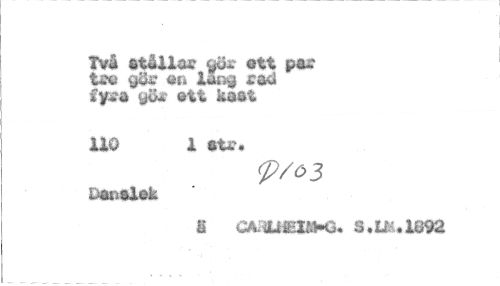 Två ställar gör ett par
tre gör en lång rad
fyra gör ett kast
110 1 str.
D103
Danslek
S CARLHEIM-G. S.LM.1892